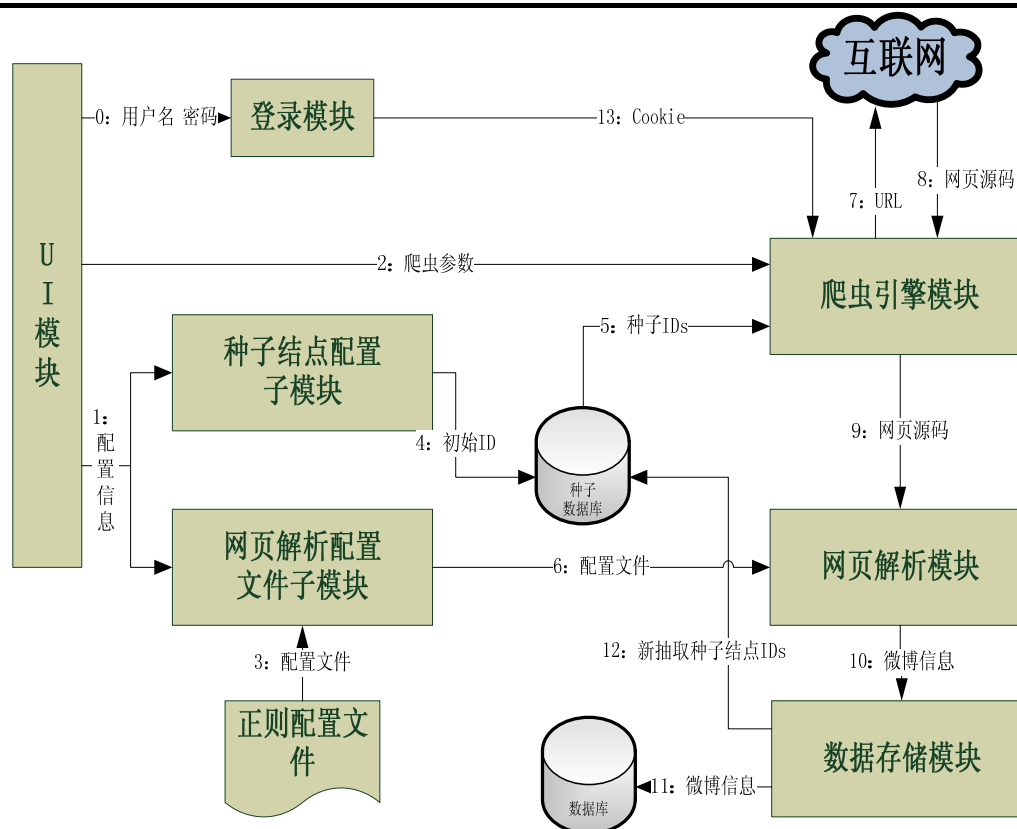 互联网
0: 用户名 密码
登录模块
13: Cookie
8: 网页源码
7: URL
U
I
模
块
2: 爬虫参数
爬虫引擎模块
5: 种子IDs
种子结点配置
子模块
1:
配
置
信
息
4: 初始ID
9: 网页源码
种子
数据库
网页解析配置
文件子模块
6: 配置文件
网页解析模块
3: 配置文件
12: 新抽取种子结点IDs
10: 微博信息
正则配置文
件
数据存储模块
11: 微博信息
数据库